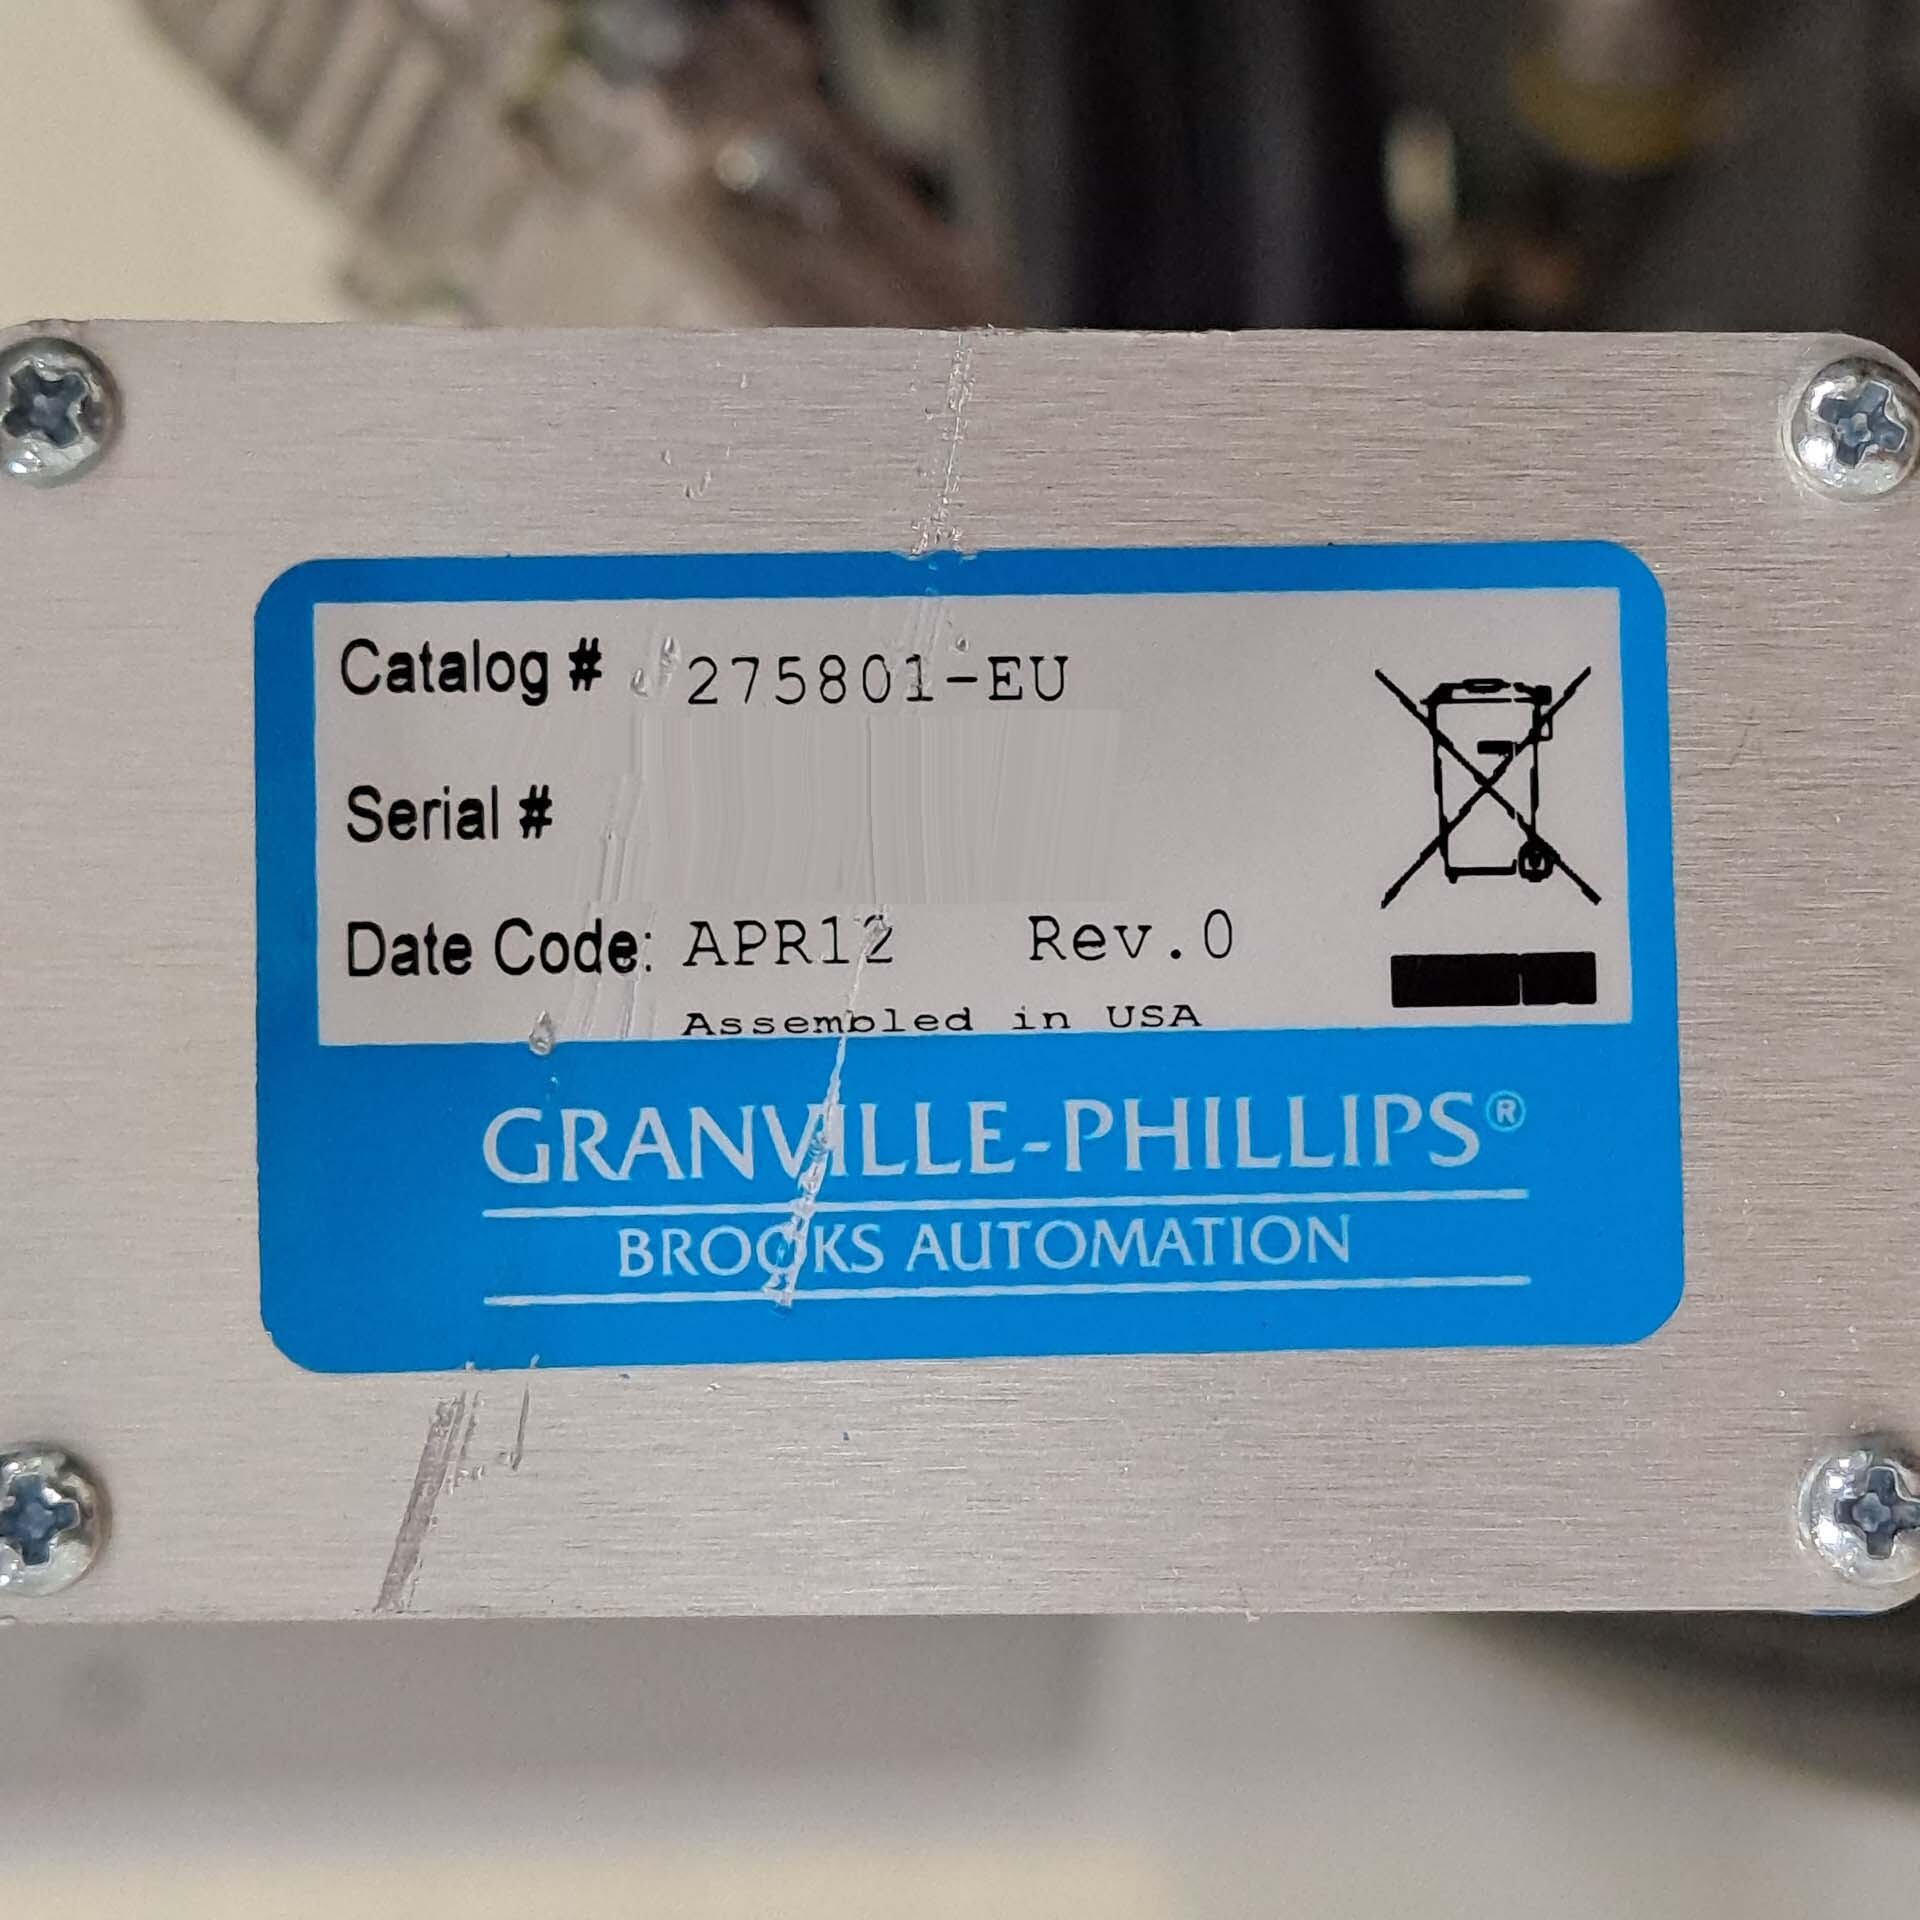 Catalog # 275801-EU
Serial #
Date Code: APR12 Rev.0
Assembled in USA
GRANVILLE-PHILLIPS®
BROOKS AUTOMATION